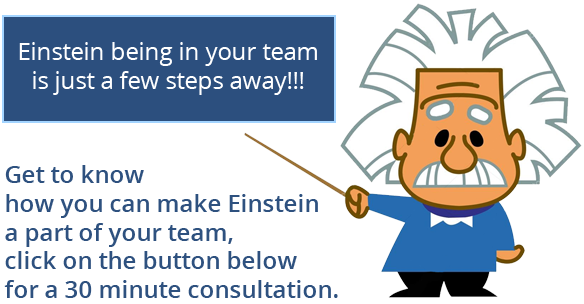 Einstein being in your team
is just a few steps away!!!
Get to know
how you can make Einstein
a part of your team,
click on the button below
for a 30 minute consultation.